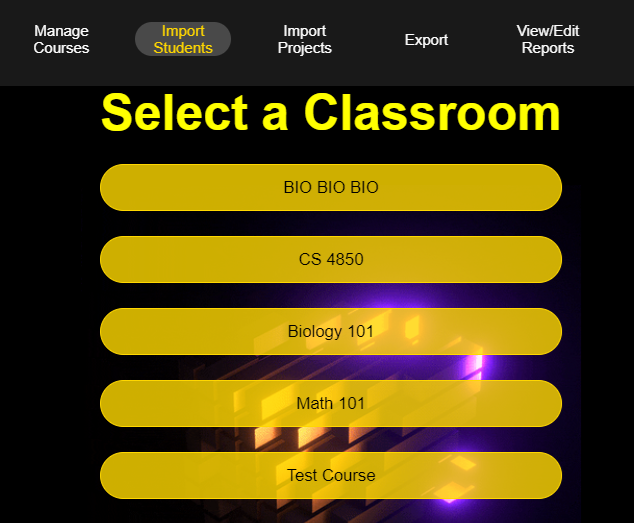 Manage
Courses
Import
Students
Import
Projects
Export
View/Edit
Reports
Select a Classroom
BIO BIO BIO
CS 4850
Biology 101
Math 101
Test Course